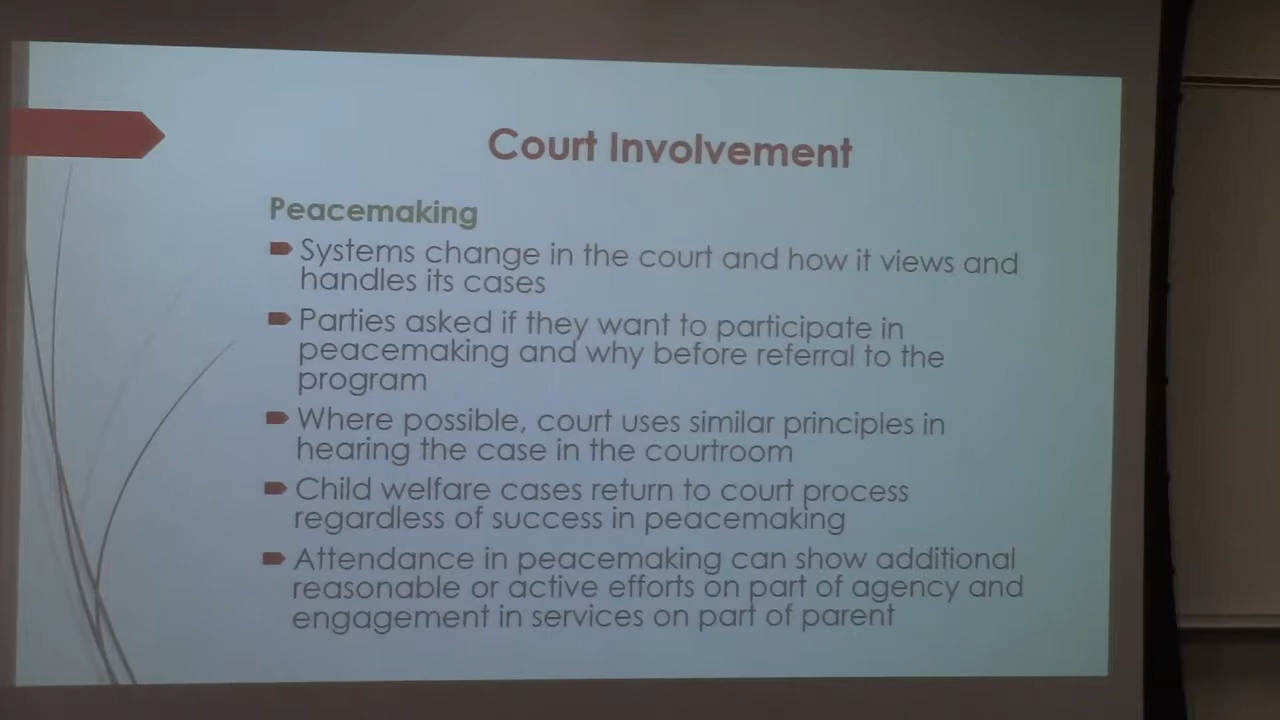 Court Involvement
Peacemaking
Systems change in the court and how it views and
handles its cases
Parties asked if they want to participate in
peacemaking and why before referral to the
program
Where possible, court uses similar principles in
hearing the case in the courtroom
Child welfare cases return to court process
regardless of success in peacemaking
Attendance in peacemaking can show additional
reasonable or active efforts on part of agency and
engagement in services on part of parent